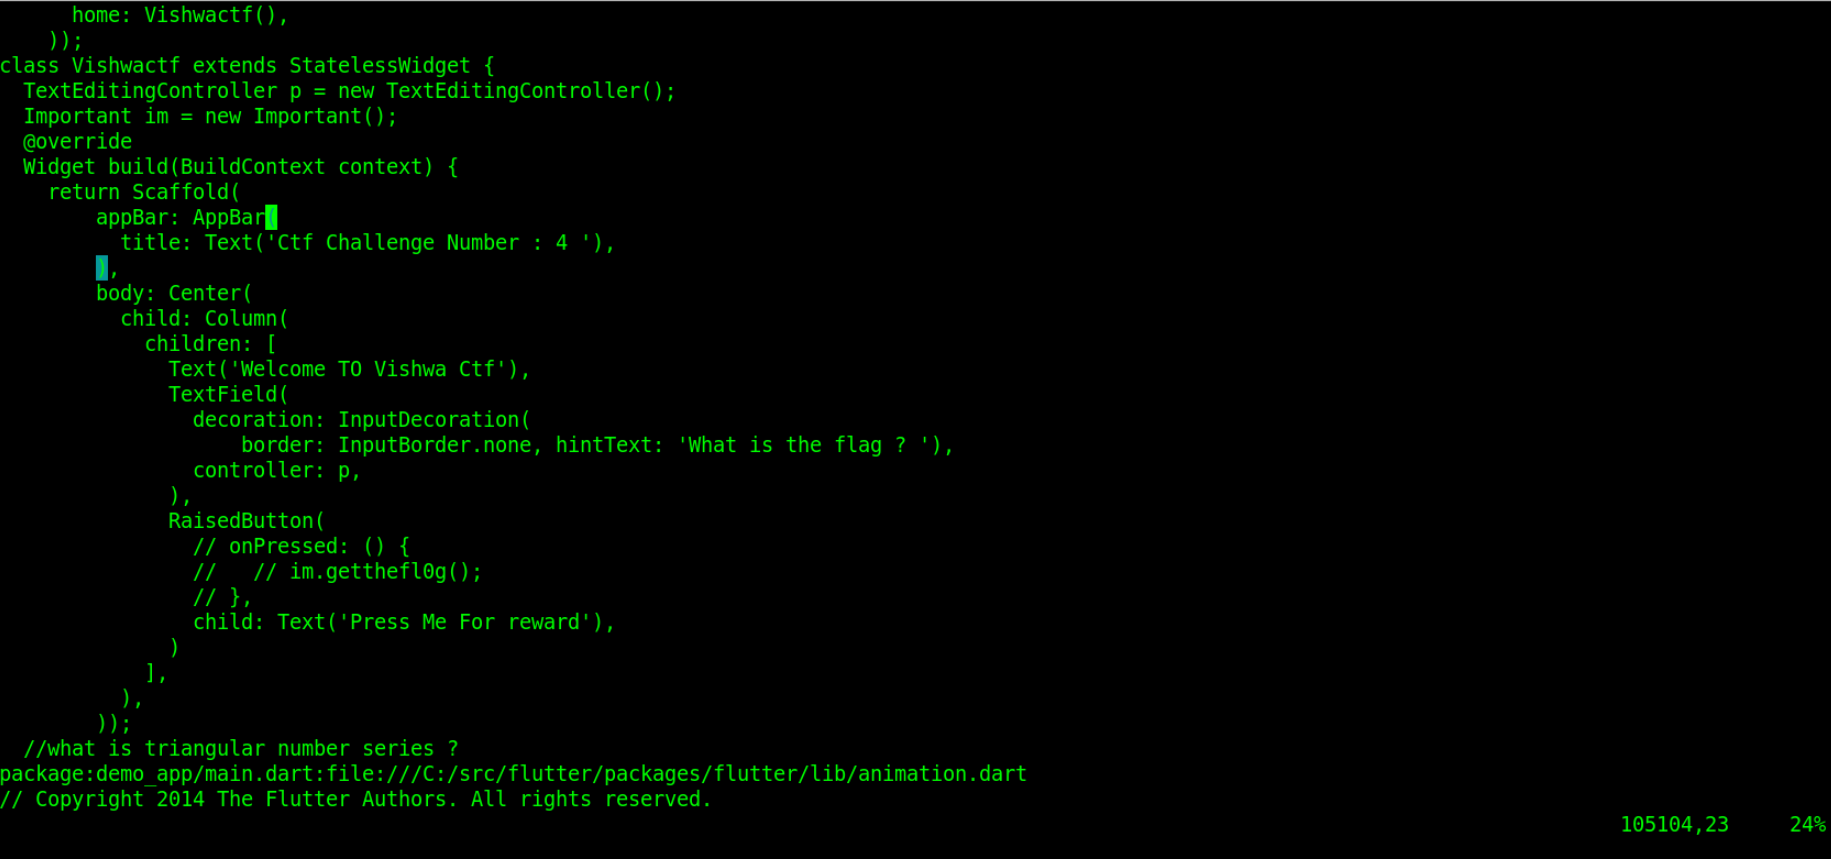 home: Vishwactf(),
    ));
class Vishwactf extends StatelessWidget {
  TextEditingController p = new TextEditingController();
  Important im = new Important();
  @override
  Widget build(BuildContext context) {
    return Scaffold(
        appBar: AppBar(
          title: Text('Ctf Challenge Number : 4 '),
        ),
        body: Center(
          child: Column(
            children: [
              Text('Welcome TO Vishwa Ctf'),
              TextField(
                decoration: InputDecoration(
                    border: InputBorder.none, hintText: 'What is the flag ? '),
                controller: p,
              ),
              RaisedButton(
                // onPressed: () {
                //   // im.getthefl0g();
                // },
                child: Text('Press Me For reward'),
              )
            ],
          ),
        ));
  //what is triangular number series ?
package:demo_app/main.dart:file:///C:/src/flutter/packages/flutter/lib/animation.dart
// Copyright 2014 The Flutter Authors. All rights reserved.
105104,23     24%